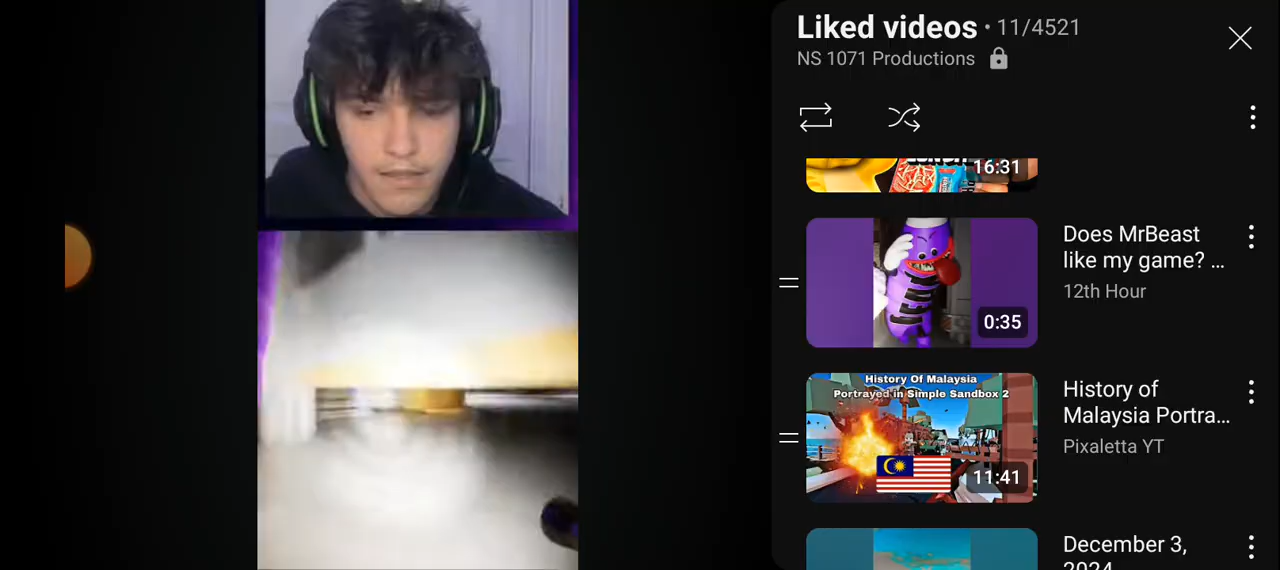 Liked videos • 11/4521
NS 1071 Productions
16:31
Does MrBeast
like my game? ...
12th Hour
0:35
History Of Malaysia
Portrayed in Simple Sandbox 2
11:41
History of
Malaysia Portra...
Pixaletta YT
December 3,
2024